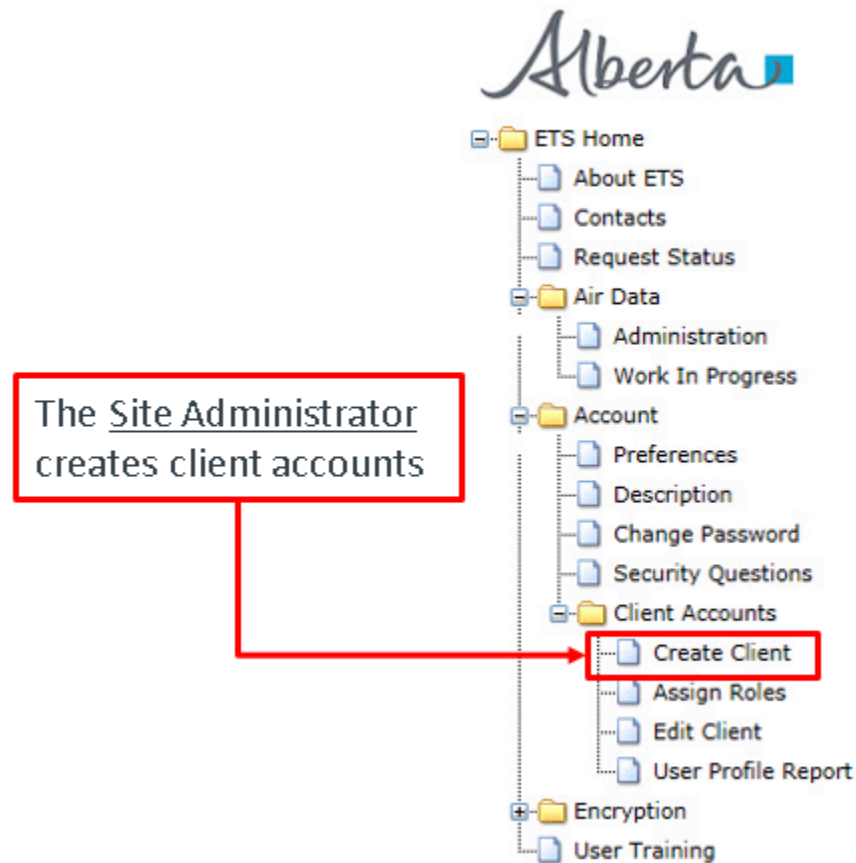 Alberta
ETS Home
About ETS
Contacts
Request Status
Air Data
Administration
Work In Progress
The Site Administrator
creates client accounts
Account
Preferences
Description
Change Password
Security Questions
Client Accounts
Create Client
Assign Roles
Edit Client
User Profile Report
Encryption
User Training